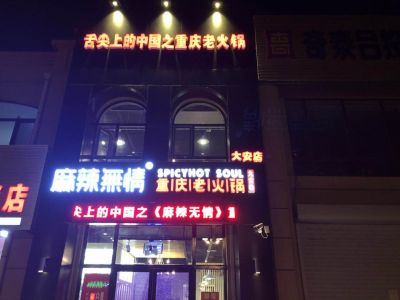 舌尖上的中国之重庆老火锅
麻辣無情
SPICYHOT SOUL
重庆老火锅
大安店
尖上的中国之《麻辣无情》重
店